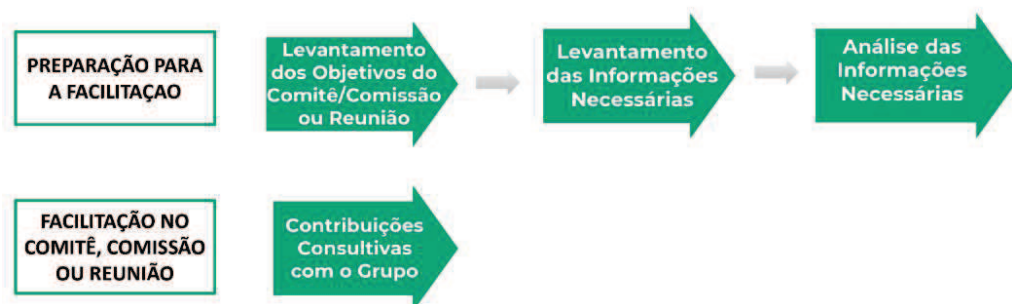 PREPARAÇÃO PARA
A FACILITAÇAO
Levantamento
dos Objetivos do
Comitê/Comissão
ou Reunião
Levantamento
das Informações
Necessárias
Análise das
Informações
Necessárias
FACILITAÇÃO NO
COMITÊ, COMISSÃO
OU REUNIÃO
Contribuições
Consultivas
com o Grupo